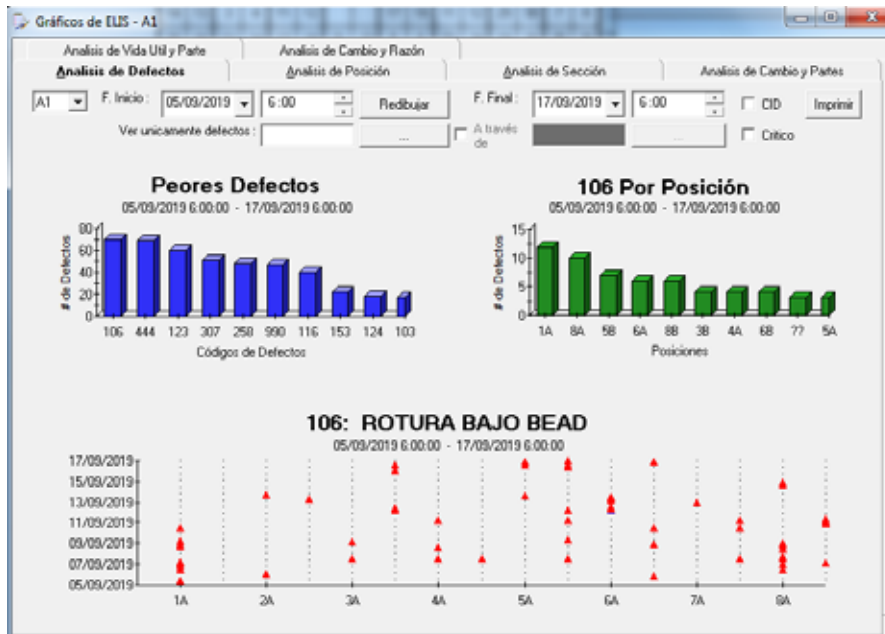 Gráficos de ELIS - A1
Analisis de Vida Util y Parte Analisis de Cambio y Razón
Analisis de Defectos Analisis de Posición Analisis de Sección Analisis de Cambio y Partes
A1 F. Inicio : 05/09/2019 6:00 Redibujar F. Final : 17/09/2019 6:00 CID Imprimir
Ver unicamente defectos : ... A través de ... Critico
Peores Defectos
05/09/2019 6:00:00 - 17/09/2019 6:00:00
# de Defectos
80
60
40
20
0
106 444 123 307 258 990 116 153 124 103
Códigos de Defectos
106 Por Posición
05/09/2019 6:00:00 - 17/09/2019 6:00:00
# de Defectos
15
10
5
0
1A 8A 5B 6A 8B 3B 4A 6B ?? 5A
Posiciones
106: ROTURA BAJO BEAD
05/09/2019 6:00:00 - 17/09/2019 6:00:00
17/09/2019
15/09/2019
13/09/2019
11/09/2019
09/09/2019
07/09/2019
05/09/2019
1A 2A 3A 4A 5A 6A 7A 8A